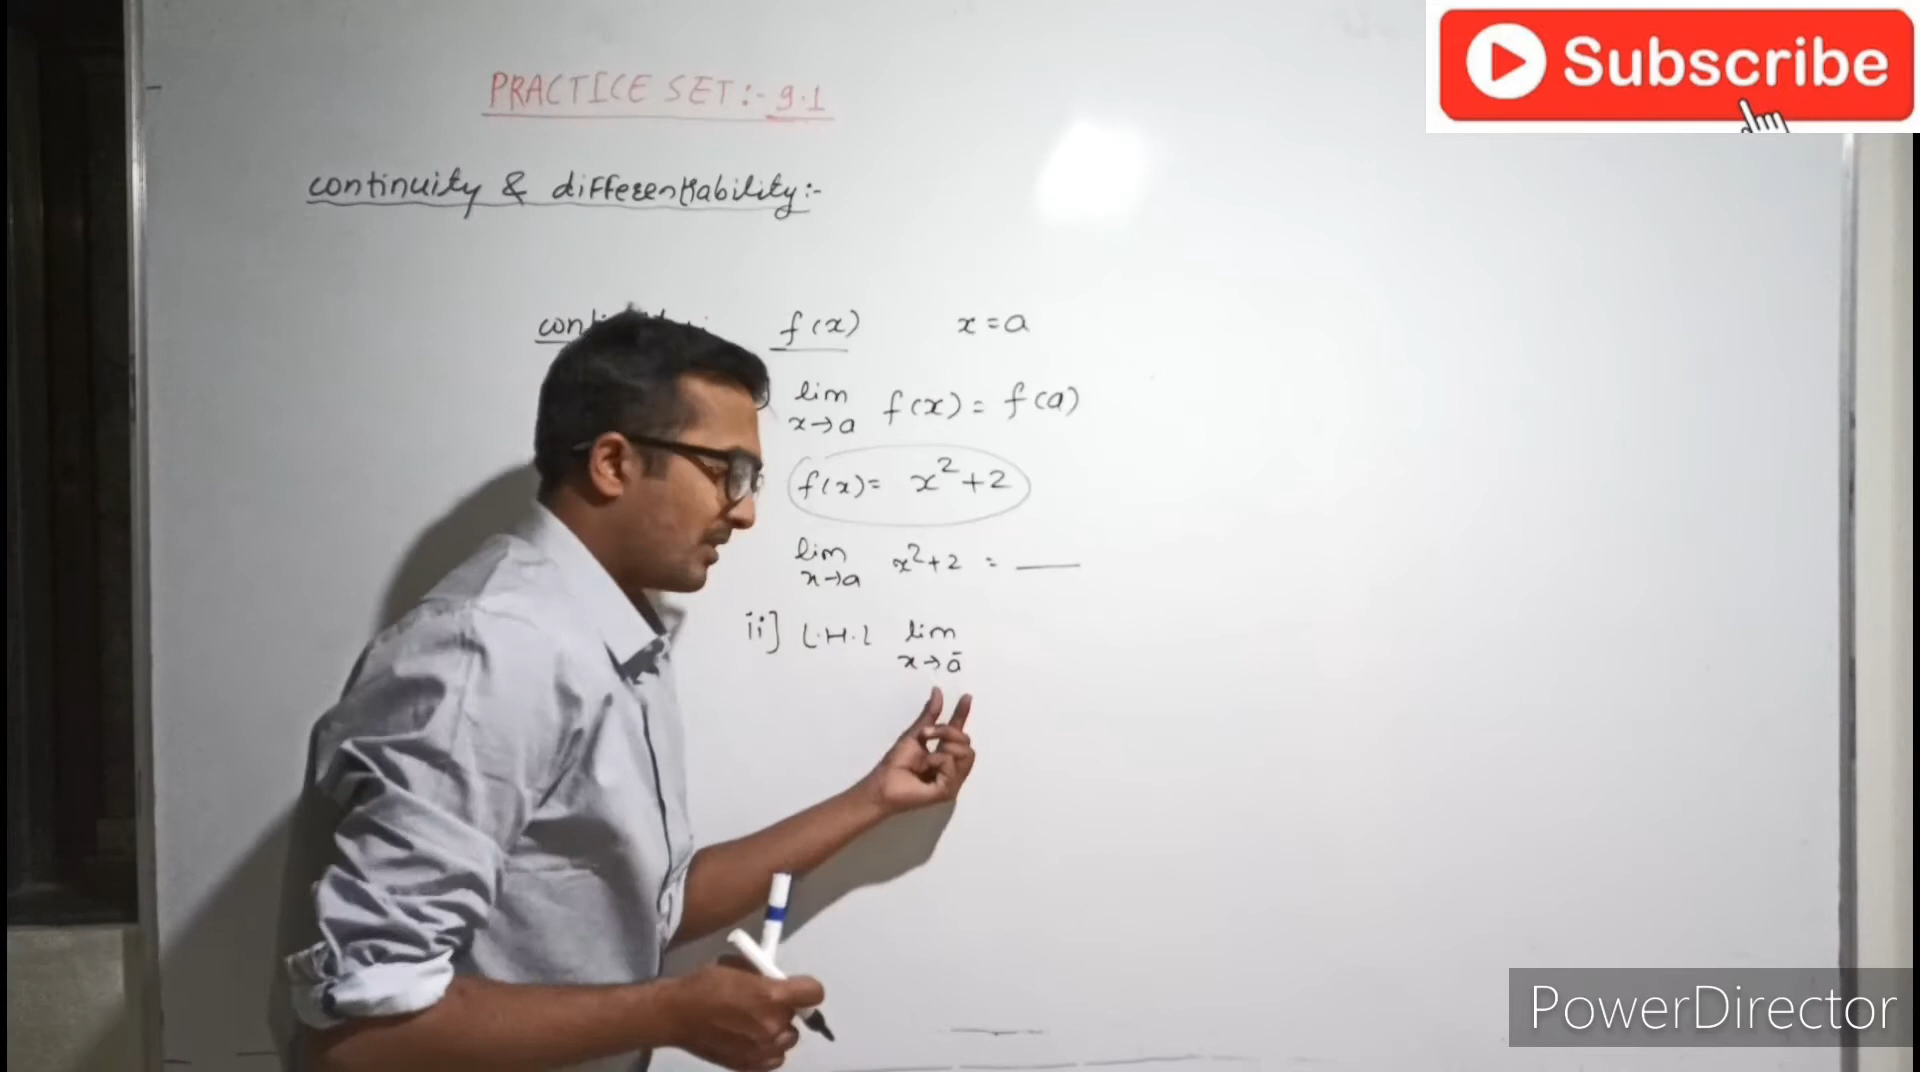 Subscribe
PRACTICE SET:- 9.1
continuity & differentiability:-
f(x) x = a
lim f(x) = f(a)
x→a
f(x) = x²+2
lim x²+2 = ___
x→a
ii] L.H.L lim
x→a⁻
PowerDirector